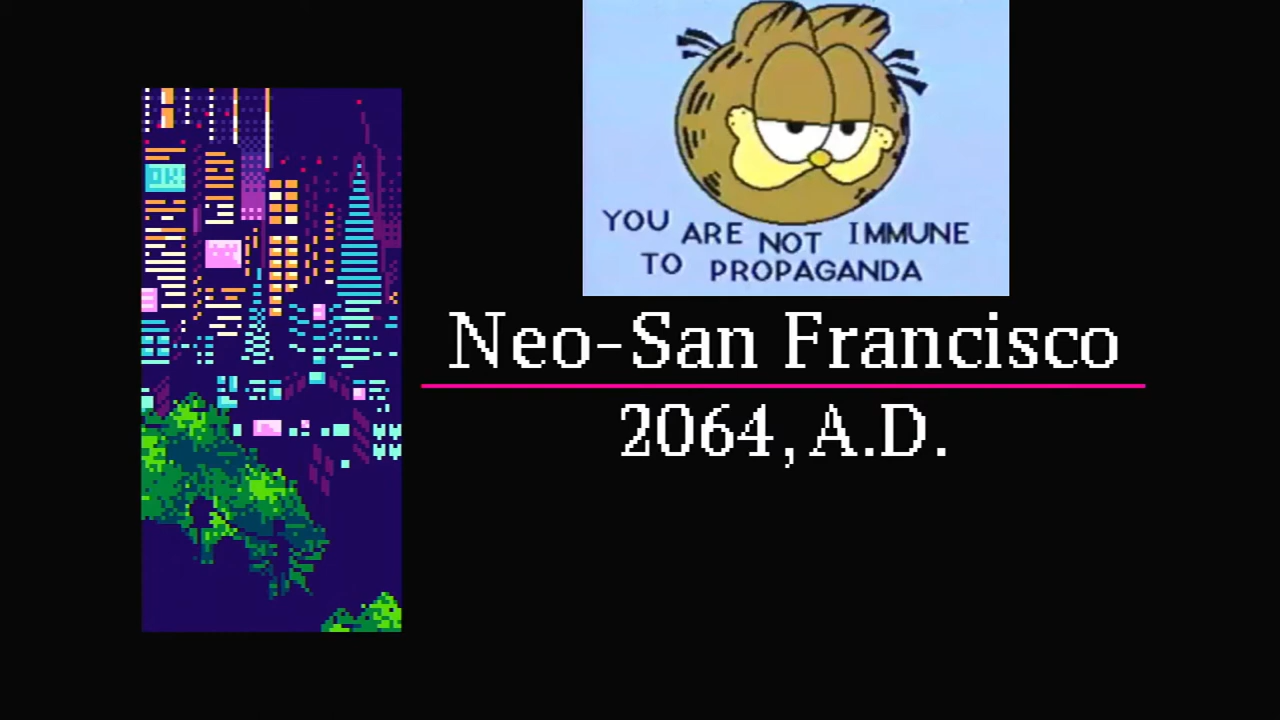 YOU ARE NOT IMMUNE
TO PROPAGANDA
Neo-San Francisco
2064, A.D.